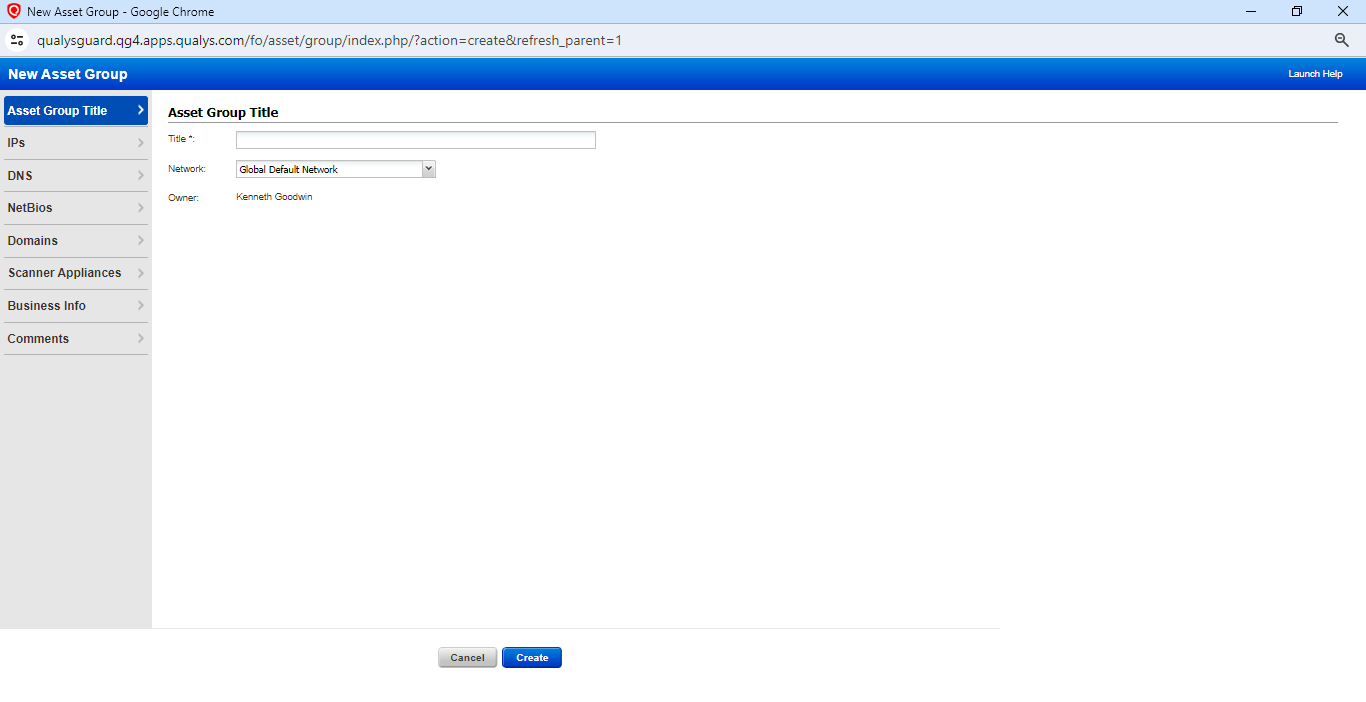 New Asset Group - Google Chrome
qualysguard.qg4.apps.qualys.com/fo/asset/group/index.php/?action=create&refresh_parent=1
New Asset Group
Launch Help
Asset Group Title
IPs
DNS
NetBios
Domains
Scanner Appliances
Business Info
Comments
Asset Group Title
Title *:
Network: Global Default Network
Owner: Kenneth Goodwin
Cancel Create